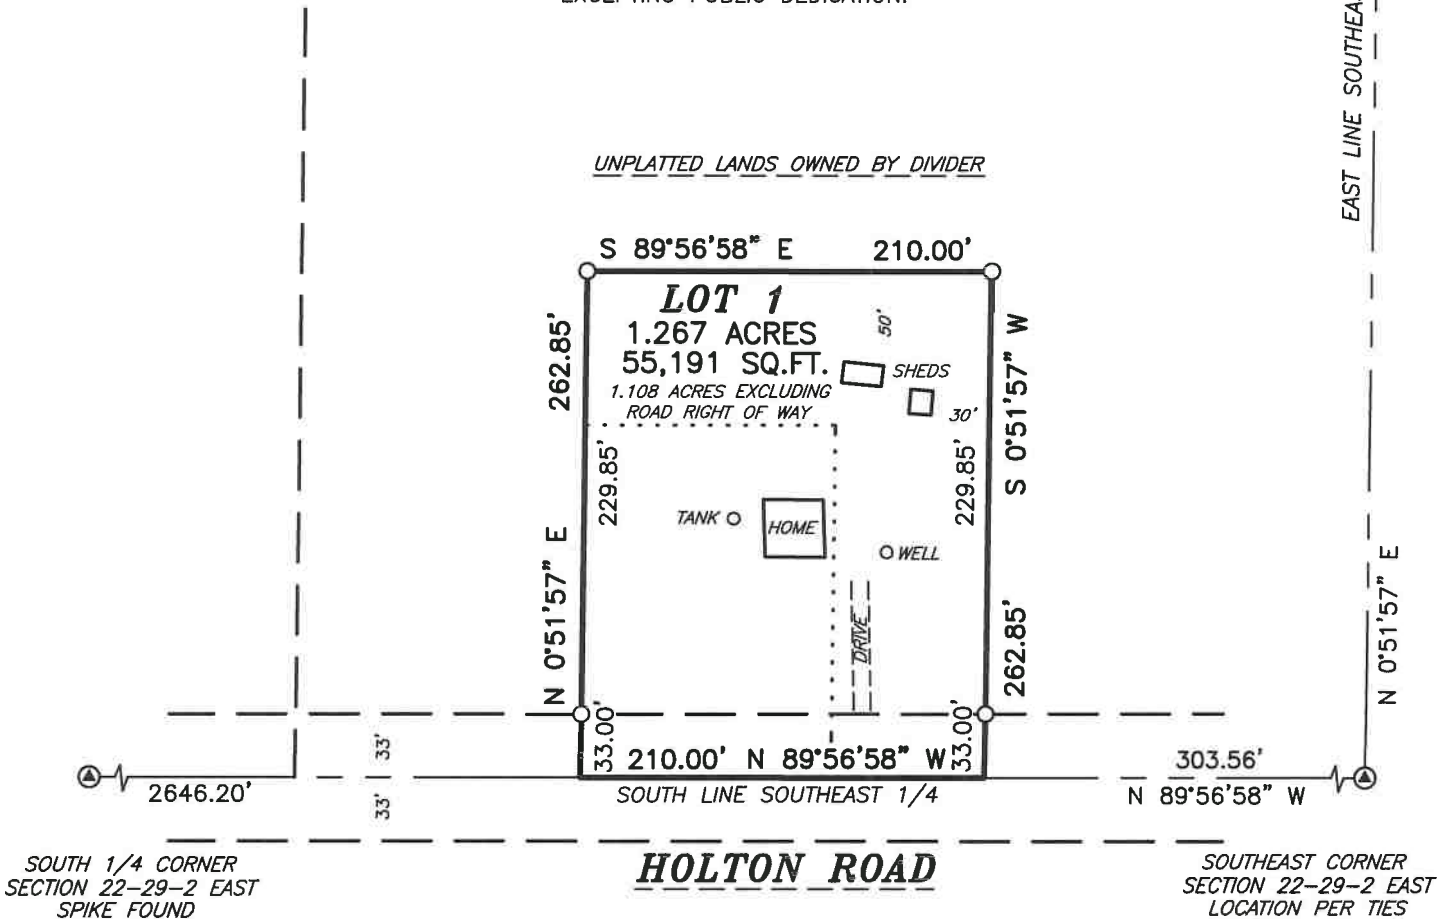 UNPLATTED LANDS OWNED BY DIVIDER
EAST LINE SOUTHEAS
S 89°56'58" E 210.00'
LOT 1
1.267 ACRES
55,191 SQ.FT.
1.108 ACRES EXCLUDING
ROAD RIGHT OF WAY
50'
SHEDS
30'
262.85'
N 0°51'57" E
229.85'
229.85'
S 0°51'57" W
262.85'
TANK
HOME
WELL
DRIVE
N 0°51'57" E
33.00'
210.00' N 89°56'58" W
33.00'
33'
33'
2646.20'
SOUTH LINE SOUTHEAST 1/4
303.56'
N 89°56'58" W
HOLTON ROAD
SOUTH 1/4 CORNER
SECTION 22-29-2 EAST
SPIKE FOUND
SOUTHEAST CORNER
SECTION 22-29-2 EAST
LOCATION PER TIES